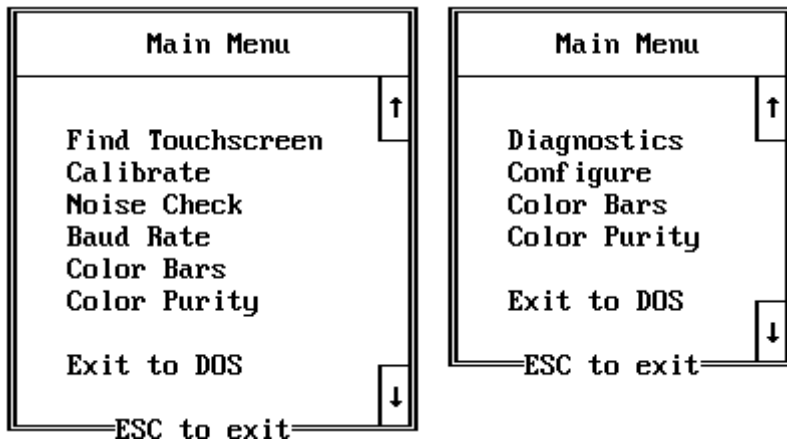 Main Menu
↑
Find Touchscreen
Calibrate
Noise Check
Baud Rate
Color Bars
Color Purity
Exit to DOS
↓
ESC to exit
Main Menu
↑
Diagnostics
Configure
Color Bars
Color Purity
Exit to DOS
↓
ESC to exit